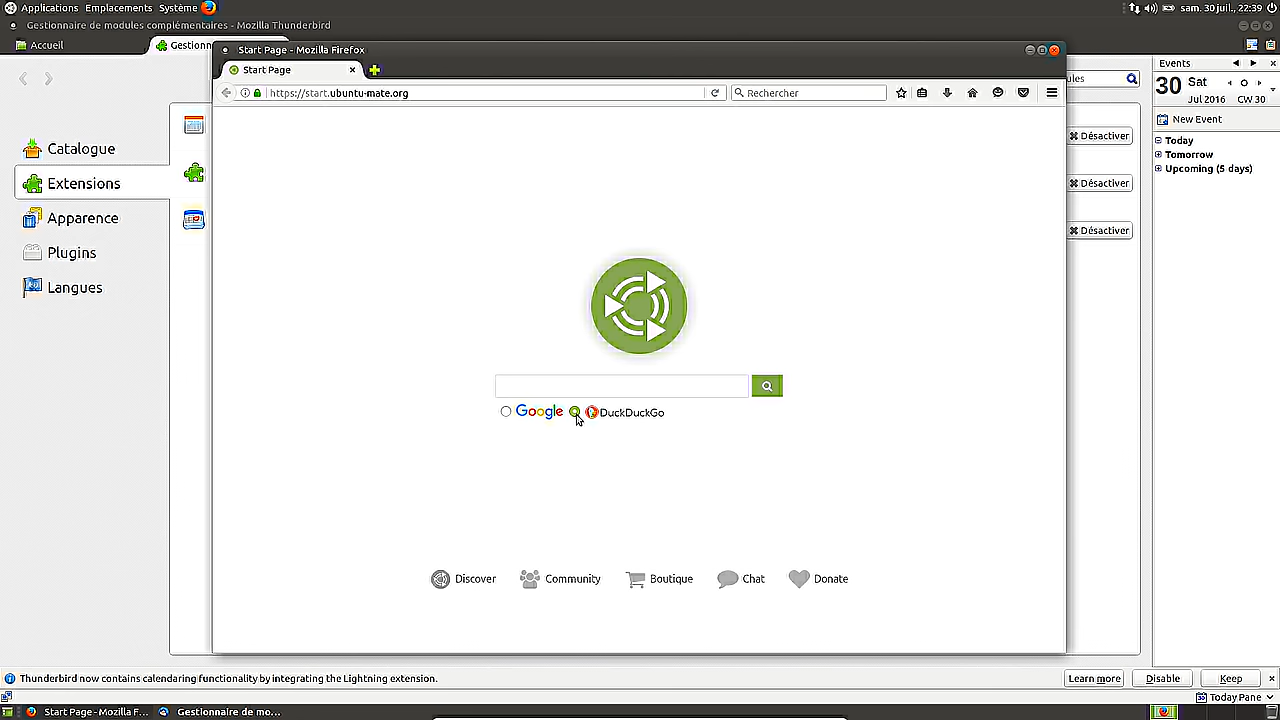 Applications Emplacements Système sam. 30 juil., 22:39
Gestionnaire de modules complémentaires - Mozilla Thunderbird
Accueil Gestionn
Start Page - Mozilla Firefox
Start Page
https://start.ubuntu-mate.org Rechercher
ules
Désactiver
Désactiver
Désactiver
Catalogue
Extensions
Apparence
Plugins
Langues
Google DuckDuckGo
Discover Community Boutique Chat Donate
Events
30 Sat
Jul 2016 CW 30
New Event
Today
Tomorrow
Upcoming (5 days)
Thunderbird now contains calendaring functionality by integrating the Lightning extension. Learn more Disable Keep
30 Today Pane
Start Page - Mozilla F... Gestionnaire de mo...